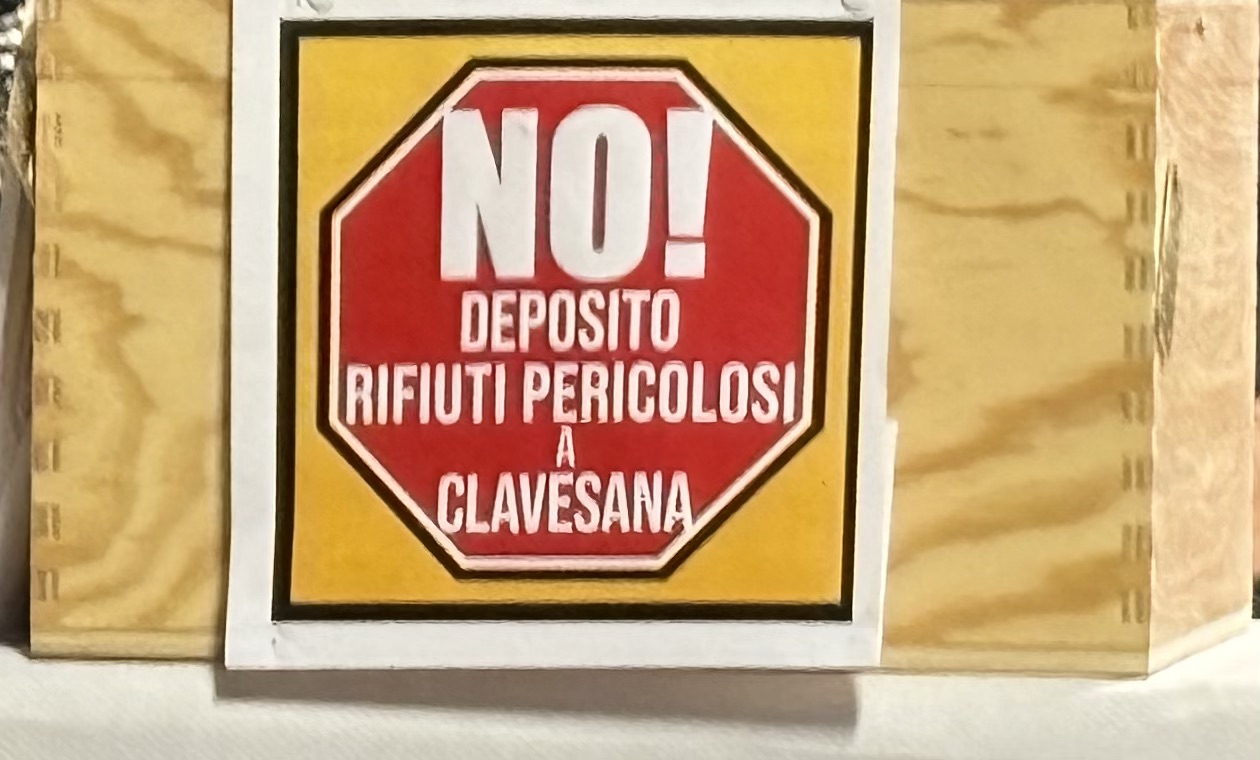 NO!
DEPOSITO
RIFIUTI PERICOLOSI
A
CLAVESANA